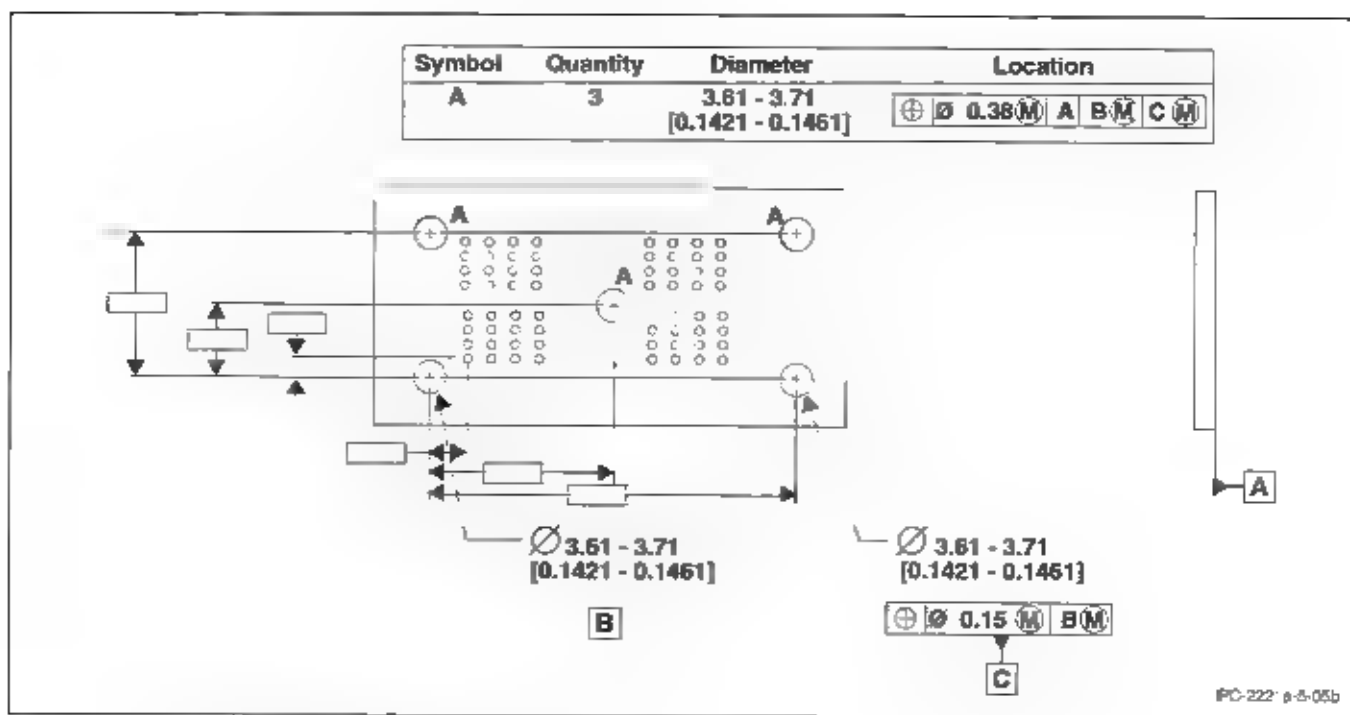 Symbol Quantity Diameter Location
A 3 3.61 - 3.71 ⌖ Ø 0.38 Ⓜ A B Ⓜ C Ⓜ
[0.1421 - 0.1461]
A A
A
A
Ø 3.61 - 3.71 Ø 3.61 - 3.71
[0.1421 - 0.1461] [0.1421 - 0.1461]
B ⌖ Ø 0.15 Ⓜ B Ⓜ
C